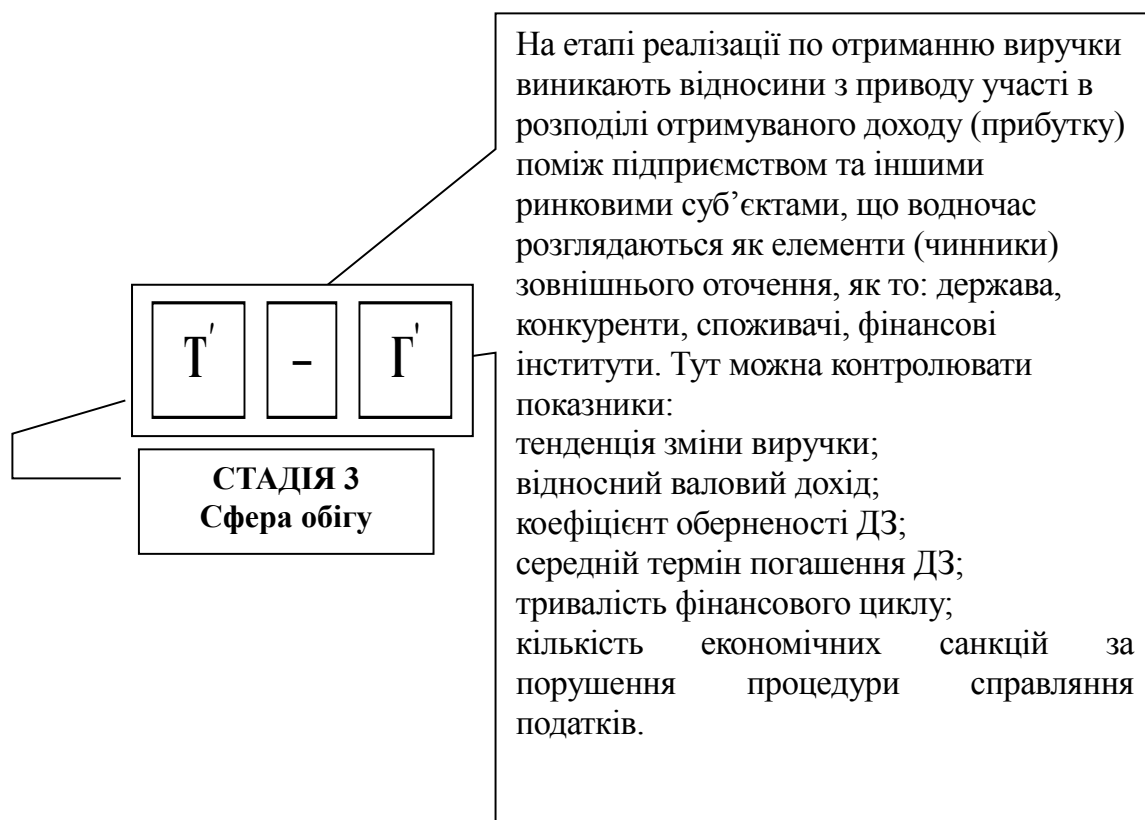 На етапі реалізації по отриманню виручки
виникають відносини з приводу участі в
розподілі отримуваного доходу (прибутку)
поміж підприємством та іншими
ринковими суб’єктами, що водночас
розглядаються як елементи (чинники)
зовнішнього оточення, як то: держава,
конкуренти, споживачі, фінансові
інститути. Тут можна контролювати
показники:
тенденція зміни виручки;
відносний валовий дохід;
коефіцієнт оберненості ДЗ;
середній термін погашення ДЗ;
тривалість фінансового циклу;
кількість економічних санкцій за
порушення процедури справляння
податків.
Т' – Г'
СТАДІЯ 3
Сфера обігу